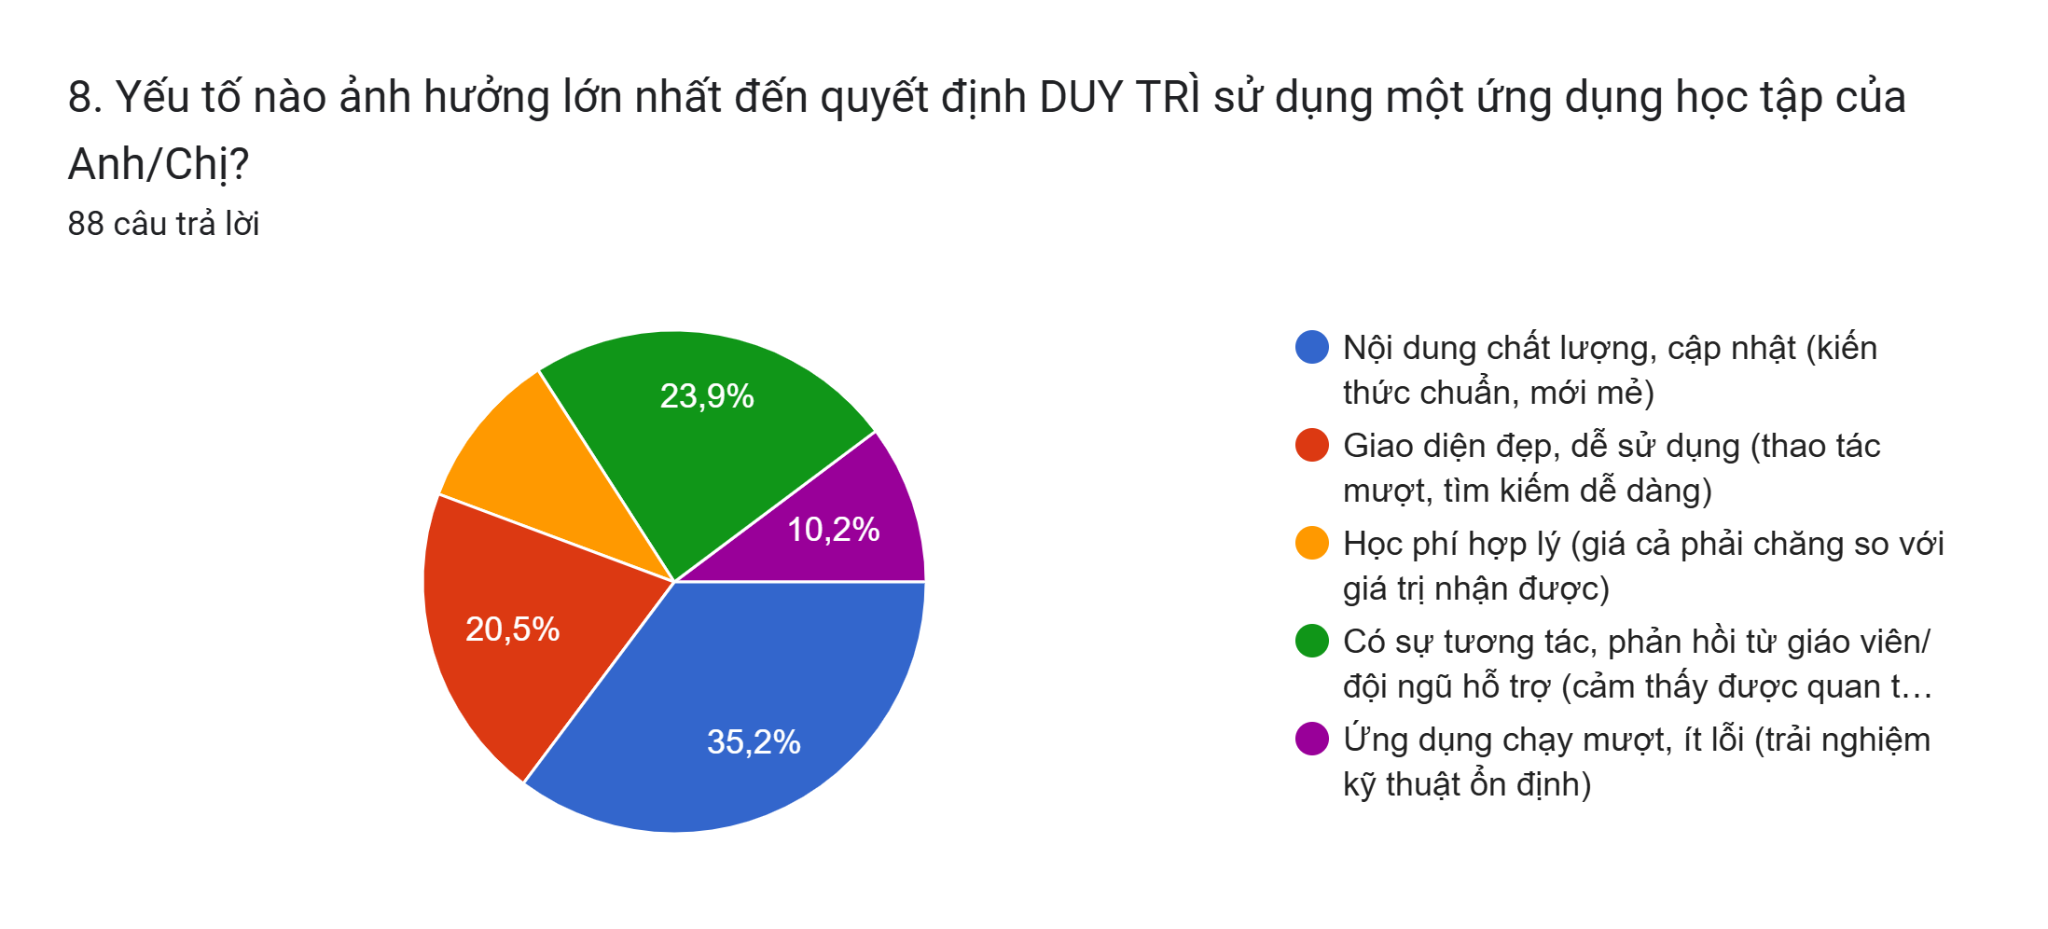 8. Yếu tố nào ảnh hưởng lớn nhất đến quyết định DUY TRÌ sử dụng một ứng dụng học tập của
Anh/Chị?
88 câu trả lời
23,9%
10,2%
20,5%
35,2%
Nội dung chất lượng, cập nhật (kiến
thức chuẩn, mới mẻ)
Giao diện đẹp, dễ sử dụng (thao tác
mượt, tìm kiếm dễ dàng)
Học phí hợp lý (giá cả phải chăng so với
giá trị nhận được)
Có sự tương tác, phản hồi từ giáo viên/
đội ngũ hỗ trợ (cảm thấy được quan t…
Ứng dụng chạy mượt, ít lỗi (trải nghiệm
kỹ thuật ổn định)